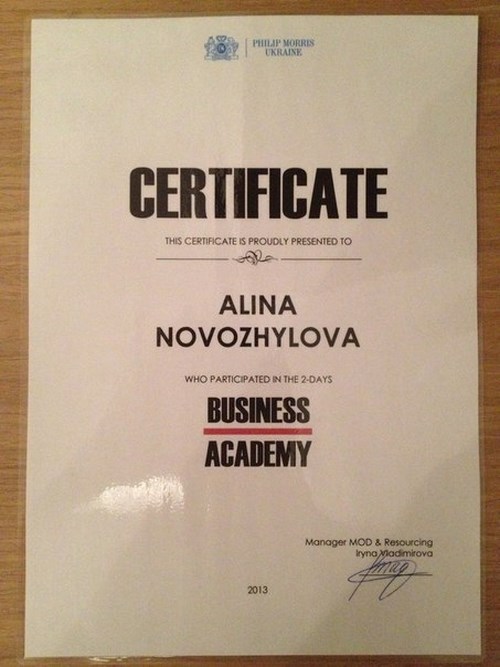 PHILIP MORRIS
UKRAINE
CERTIFICATE
THIS CERTIFICATE IS PROUDLY PRESENTED TO
ALINA
NOVOZHYLOVA
WHO PARTICIPATED IN THE 2-DAYS
BUSINESS
ACADEMY
Manager MOD & Resourcing
Iryna Vladimirova
2013